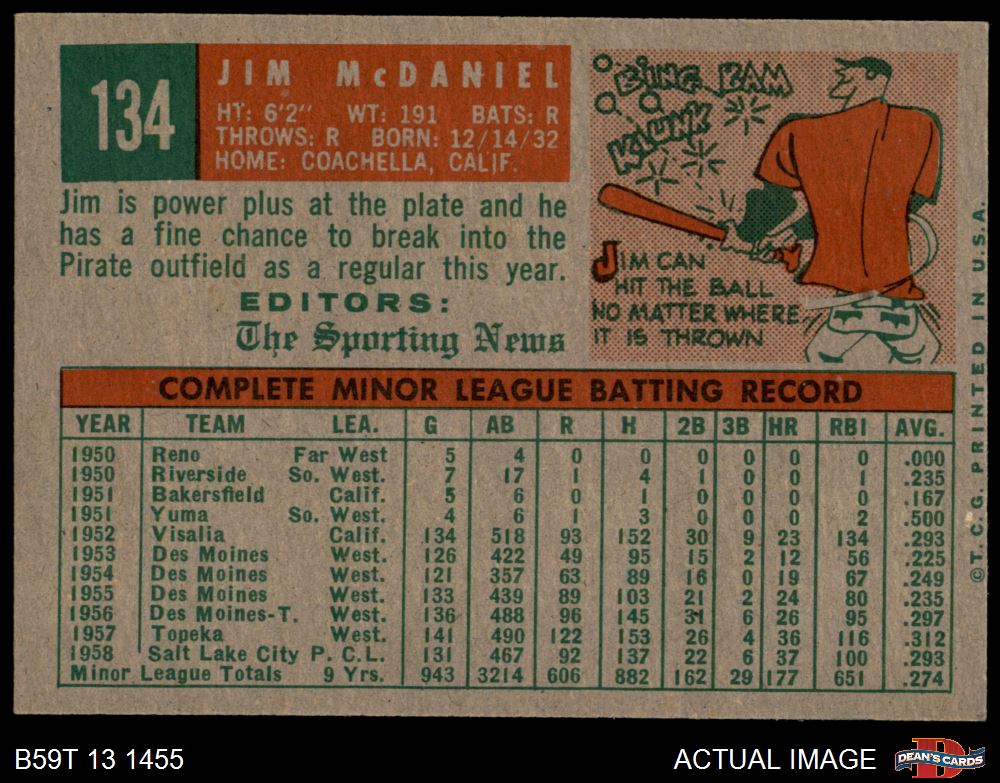 134
JIM McDANIEL
HT: 6'2" WT: 191 BATS: R
THROWS: R BORN: 12/14/32
HOME: COACHELLA, CALIF.
Jim is power plus at the plate and he
has a fine chance to break into the
Pirate outfield as a regular this year.
EDITORS:
The Sporting News
BING BAM
KLUNK
JIM CAN
HIT THE BALL
NO MATTER WHERE
IT IS THROWN
COMPLETE MINOR LEAGUE BATTING RECORD
YEAR TEAM LEA. G AB R H 2B 3B HR RBI AVG.
1950 Reno Far West 5 4 0 0 0 0 0 0 .000
1950 Riverside So. West. 7 17 1 4 1 0 0 1 .235
1951 Bakersfield Calif. 5 6 0 1 0 0 0 0 .167
1951 Yuma So. West. 4 6 1 3 0 0 0 2 .500
1952 Visalia Calif. 134 518 93 152 30 9 23 134 .293
1953 Des Moines West. 126 422 49 95 15 2 12 56 .225
1954 Des Moines West. 121 357 63 89 16 0 19 67 .249
1955 Des Moines West. 133 439 89 103 21 2 24 80 .235
1956 Des Moines-T. West. 136 488 96 145 31 6 26 95 .297
1957 Topeka West. 141 490 122 153 26 4 36 116 .312
1958 Salt Lake City P. C. L. 131 467 92 137 22 6 37 100 .293
Minor League Totals 9 Yrs. 943 3214 606 882 162 29 177 651 .274
©T. C. G. PRINTED IN U.S.A.
B59T 13 1455
ACTUAL IMAGE
D
DEAN'S CARDS